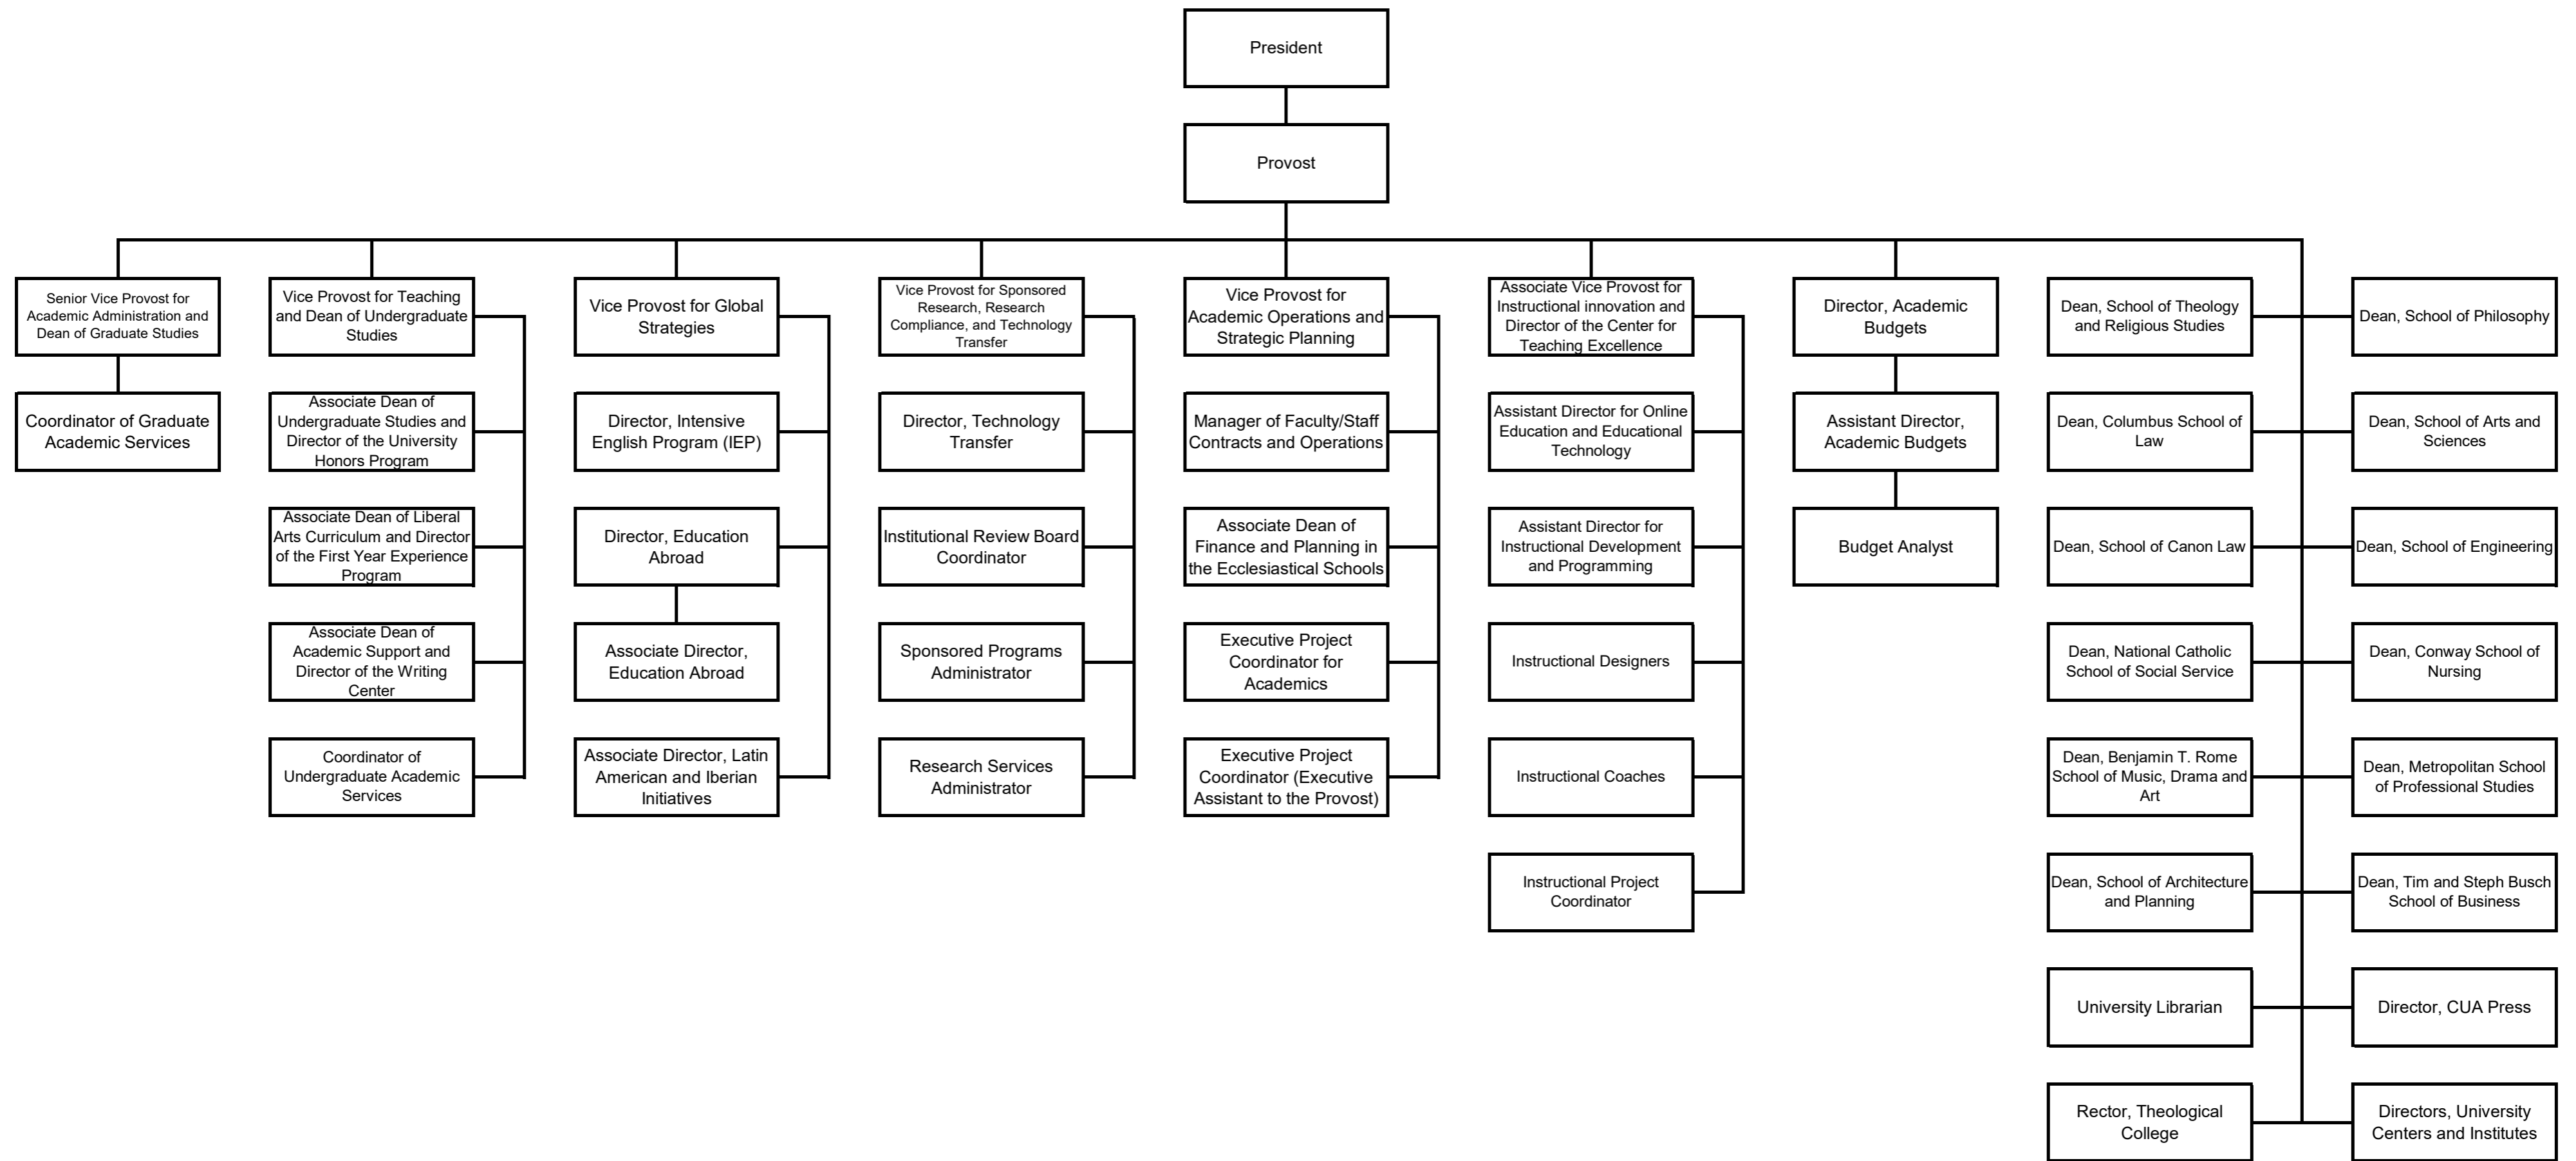 President
Provost
Senior Vice Provost for
Academic Administration and
Dean of Graduate Studies
Coordinator of Graduate
Academic Services
Vice Provost for Teaching
and Dean of Undergraduate
Studies
Associate Dean of
Undergraduate Studies and
Director of the University
Honors Program
Associate Dean of Liberal
Arts Curriculum and Director
of the First Year Experience
Program
Associate Dean of
Academic Support and
Director of the Writing
Center
Coordinator of
Undergraduate Academic
Services
Vice Provost for Global
Strategies
Director, Intensive
English Program (IEP)
Director, Education
Abroad
Associate Director,
Education Abroad
Associate Director, Latin
American and Iberian
Initiatives
Vice Provost for Sponsored
Research, Research
Compliance, and Technology
Transfer
Director, Technology
Transfer
Institutional Review Board
Coordinator
Sponsored Programs
Administrator
Research Services
Administrator
Vice Provost for
Academic Operations and
Strategic Planning
Manager of Faculty/Staff
Contracts and Operations
Associate Dean of
Finance and Planning in
the Ecclesiastical Schools
Executive Project
Coordinator for
Academics
Executive Project
Coordinator (Executive
Assistant to the Provost)
Associate Vice Provost for
Instructional innovation and
Director of the Center for
Teaching Excellence
Assistant Director for Online
Education and Educational
Technology
Assistant Director for
Instructional Development
and Programming
Instructional Designers
Instructional Coaches
Instructional Project
Coordinator
Director, Academic
Budgets
Assistant Director,
Academic Budgets
Budget Analyst
Dean, School of Theology
and Religious Studies
Dean, Columbus School of
Law
Dean, School of Canon Law
Dean, National Catholic
School of Social Service
Dean, Benjamin T. Rome
School of Music, Drama and
Art
Dean, School of Architecture
and Planning
University Librarian
Rector, Theological
College
Dean, School of Philosophy
Dean, School of Arts and
Sciences
Dean, School of Engineering
Dean, Conway School of
Nursing
Dean, Metropolitan School
of Professional Studies
Dean, Tim and Steph Busch
School of Business
Director, CUA Press
Directors, University
Centers and Institutes